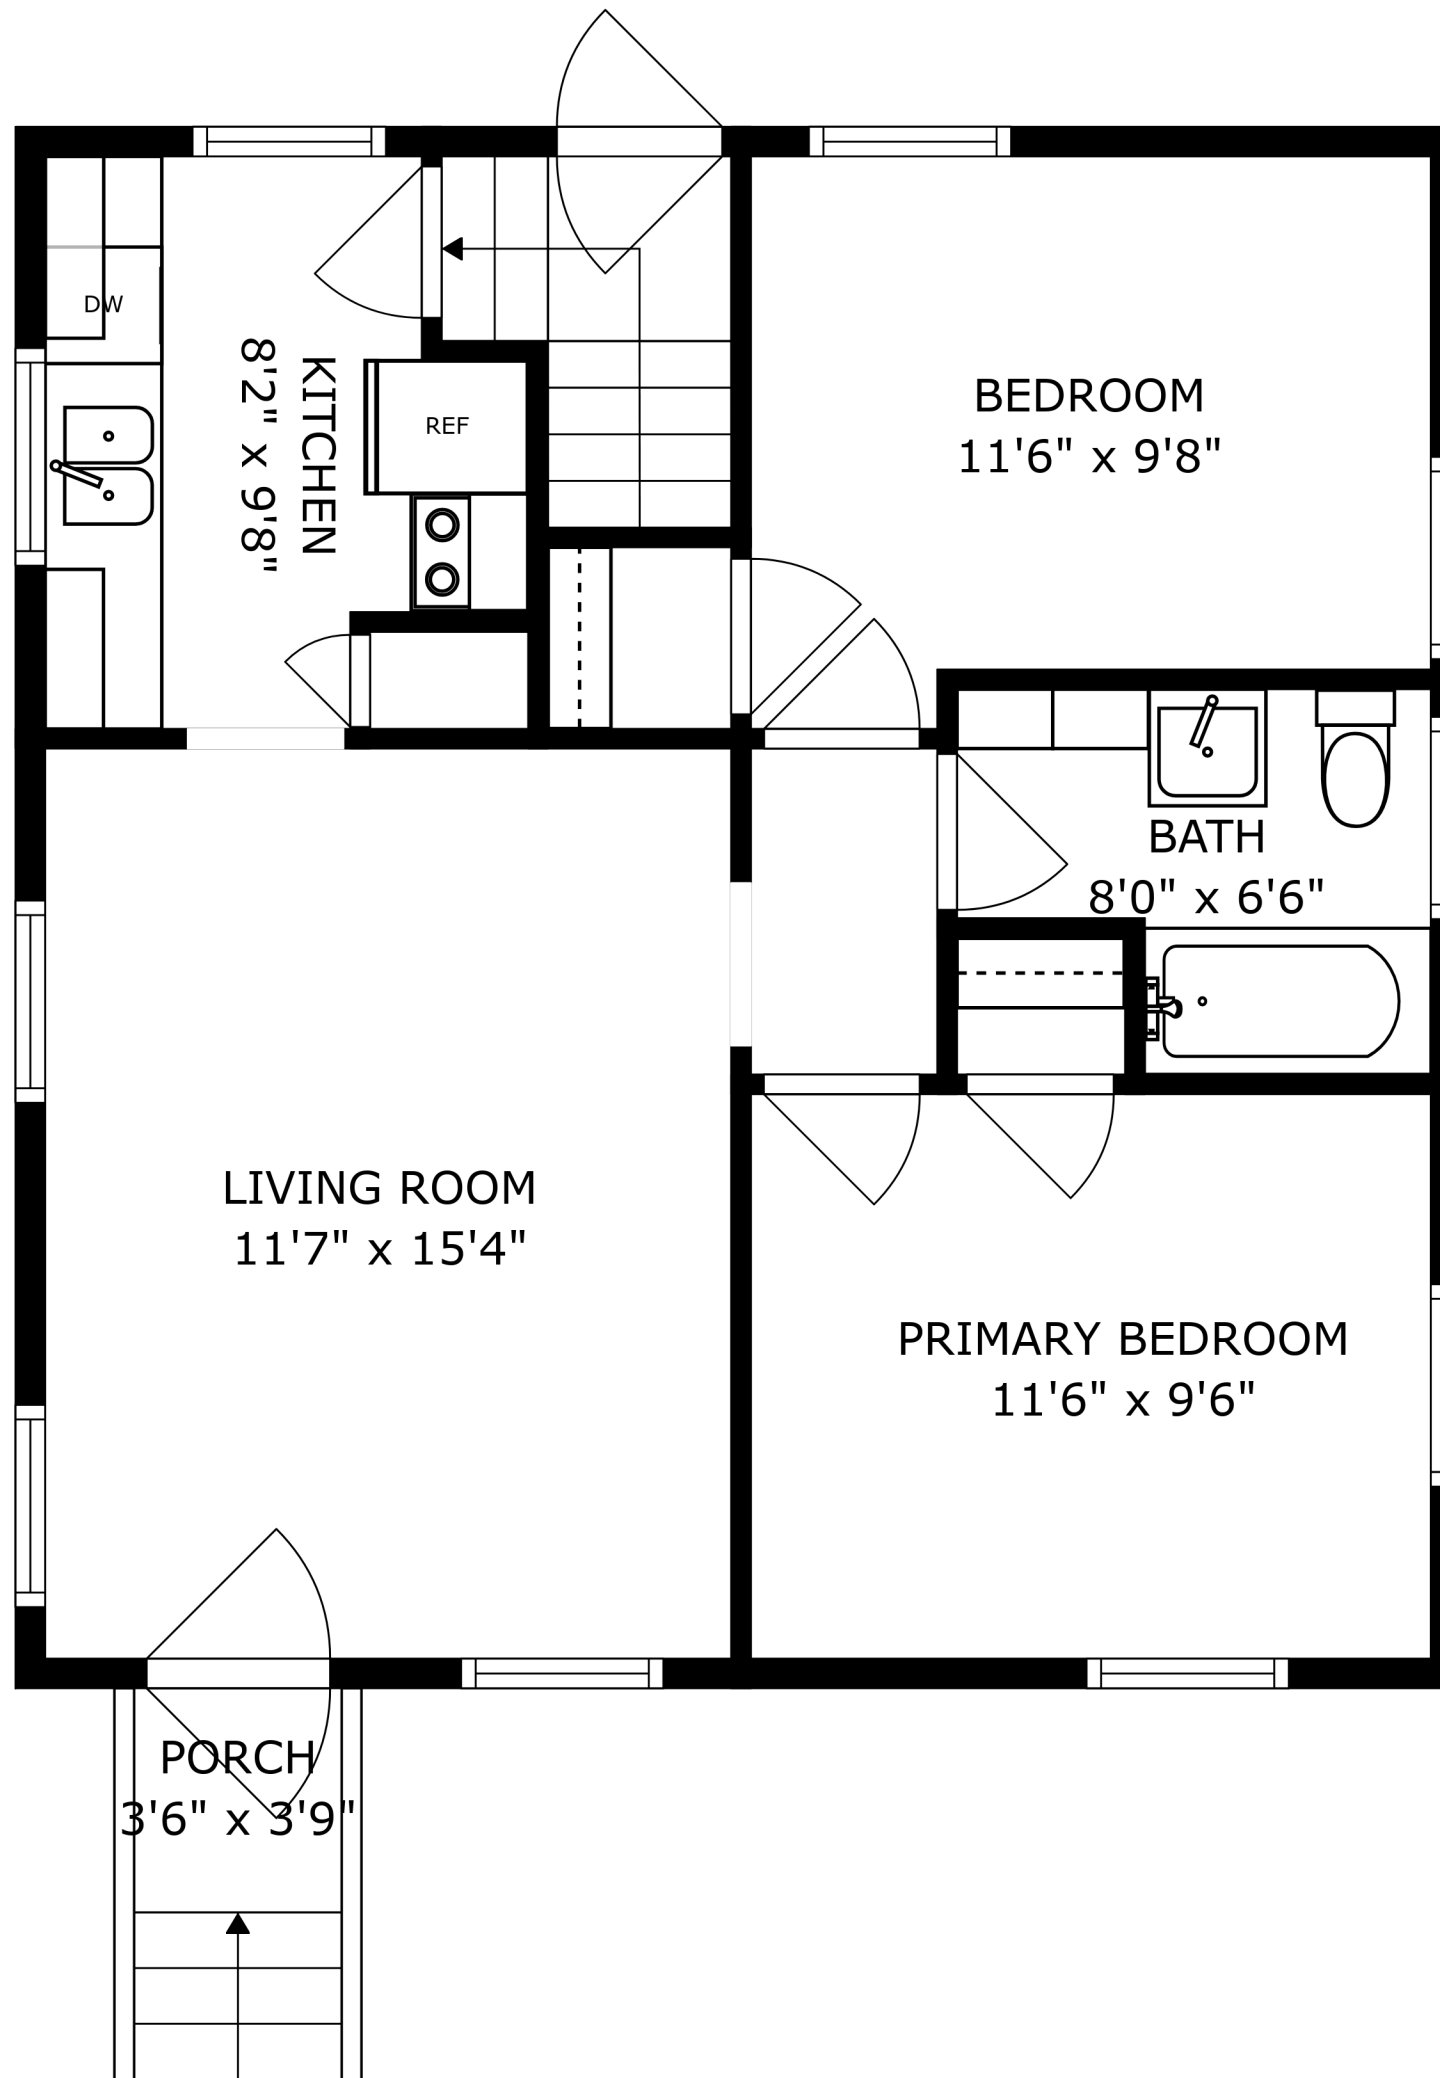 DW
KITCHEN
8'2" x 9'8"
REF
BEDROOM
11'6" x 9'8"
BATH
8'0" x 6'6"
LIVING ROOM
11'7" x 15'4"
PRIMARY BEDROOM
11'6" x 9'6"
PORCH
3'6" x 3'9"